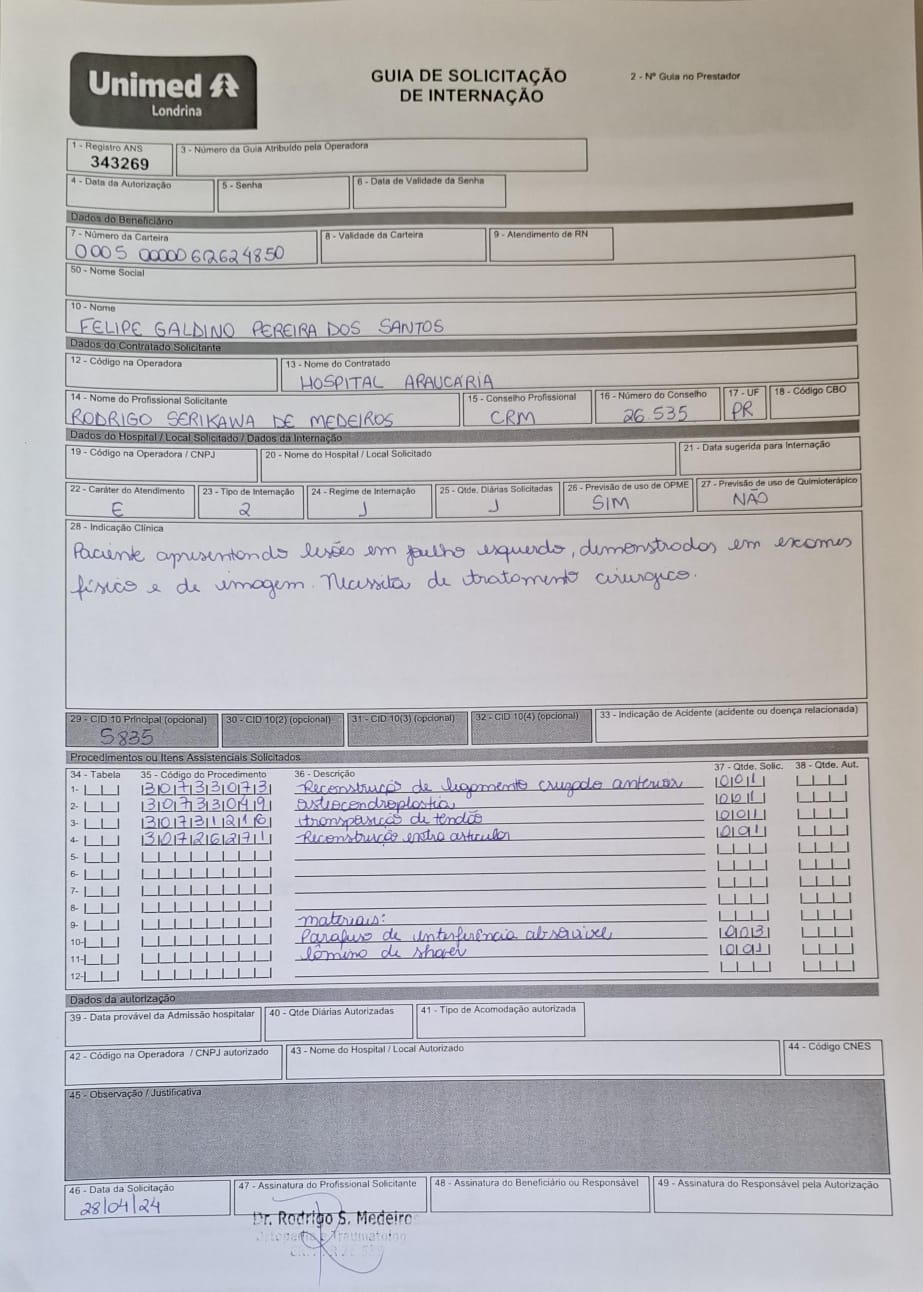 Unimed
Londrina
GUIA DE SOLICITAÇÃO
DE INTERNAÇÃO
2 - Nº Guia no Prestador
1 - Registro ANS
343269
3 - Número da Guia Atribuído pela Operadora
4 - Data da Autorização
5 - Senha
6 - Data de Validade da Senha
Dados do Beneficiário
7 - Número da Carteira
0005 000006 12624850
8 - Validade da Carteira
9 - Atendimento de RN
50 - Nome Social
10 - Nome
FELIPE GALDINO PEREIRA DOS SANTOS
Dados do Contratado Solicitante
12 - Código na Operadora
13 - Nome do Contratado
HOSPITAL ARAUCARIA
14 - Nome do Profissional Solicitante
RODRIGO SERIKAWA DE MEDEIROS
15 - Conselho Profissional
CRM
16 - Número do Conselho
26.535
17 - UF
PR
18 - Código CBO
Dados do Hospital / Local Solicitado / Dados da Internação
19 - Código na Operadora / CNPJ
20 - Nome do Hospital / Local Solicitado
21 - Data sugerida para Internação
22 - Caráter do Atendimento
E
23 - Tipo de Internação
2
24 - Regime de Internação
1
25 - Qtde. Diárias Solicitadas
1
26 - Previsão de uso de OPME
SIM
27 - Previsão de uso de Quimioterápico
NÃO
28 - Indicação Clínica
Paciente apresentando lesões em joelho esquerdo, demonstrados em exames
físico e de imagem. Necessita de tratamento cirurgico.
29 - CID 10 Principal (opcional)
S835
30 - CID 10(2) (opcional)
31 - CID 10(3) (opcional)
32 - CID 10(4) (opcional)
33 - Indicação de Acidente (acidente ou doença relacionada)
Procedimentos ou Itens Assistenciais Solicitados
34 - Tabela 35 - Código do Procedimento 36 - Descrição 37 - Qtde. Solic. 38 - Qtde. Aut.
1- 30733073 Reconstrução de ligamento cruzado anterior 001
2- 30733049 osteocondroplastia 001
3- 30731216 transposição de tendão 001
4- 30726271 Reconstrução extra articular 001
5-
6-
7-
8-
9- materiais:
10- Parafuso de interferência absorvivel 003
11- lâmina de shaver 001
12-
Dados da autorização
39 - Data provável da Admissão hospitalar
40 - Qtde Diárias Autorizadas
41 - Tipo de Acomodação autorizada
42 - Código na Operadora / CNPJ autorizado
43 - Nome do Hospital / Local Autorizado
44 - Código CNES
45 - Observação / Justificativa
46 - Data da Solicitação
28/04/24
47 - Assinatura do Profissional Solicitante
48 - Assinatura do Beneficiário ou Responsável
49 - Assinatura do Responsável pela Autorização
Dr. Rodrigo S. Medeiro
Ortopedia e Traumatolog